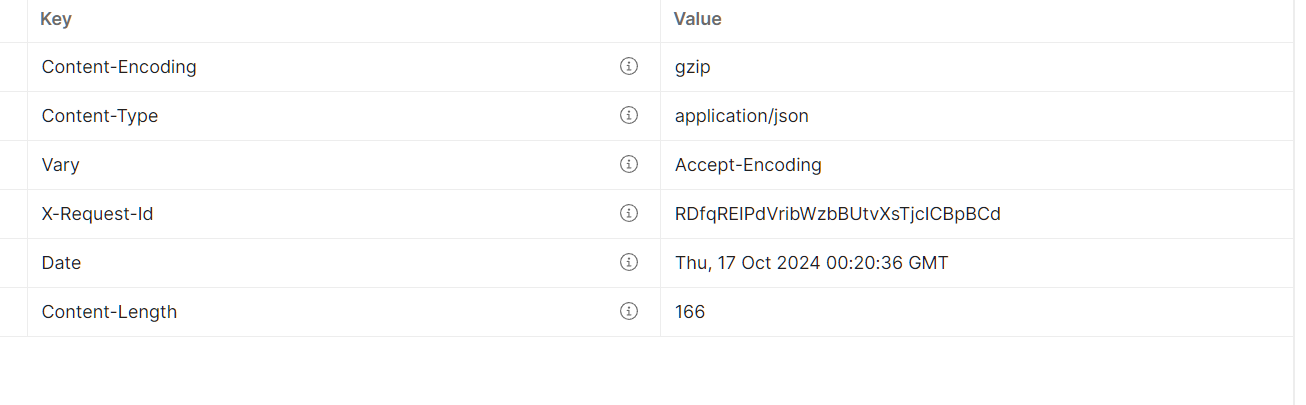 Key Value
Content-Encoding gzip
Content-Type application/json
Vary Accept-Encoding
X-Request-Id RDfqREIPdVribWzbBUtvXsTjcICBpBCd
Date Thu, 17 Oct 2024 00:20:36 GMT
Content-Length 166